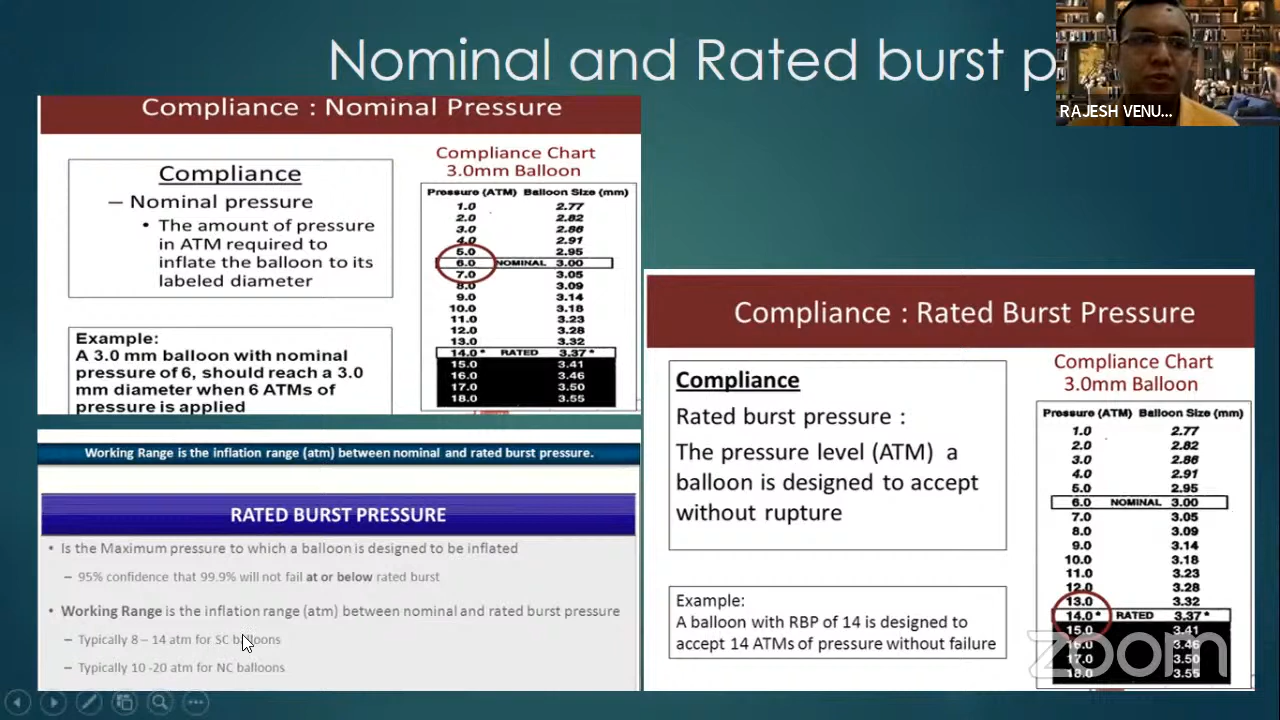 Nominal and Rated burst p
RAJESH VENU...
Compliance : Nominal Pressure
Compliance
– Nominal pressure
• The amount of pressure
in ATM required to
inflate the balloon to its
labeled diameter
Example:
A 3.0 mm balloon with nominal
pressure of 6, should reach a 3.0
mm diameter when 6 ATMs of
pressure is applied
Compliance Chart
3.0mm Balloon
Pressure (ATM) Balloon Size (mm)
1.0 2.77
2.0 2.82
3.0 2.86
4.0 2.91
5.0 2.95
6.0 NOMINAL 3.00
7.0 3.05
8.0 3.09
9.0 3.14
10.0 3.18
11.0 3.23
12.0 3.28
13.0 3.32
14.0 * RATED 3.37 *
15.0 3.41
16.0 3.46
17.0 3.50
18.0 3.55
Working Range is the inflation range (atm) between nominal and rated burst pressure.
RATED BURST PRESSURE
• Is the Maximum pressure to which a balloon is designed to be inflated
– 95% confidence that 99.9% will not fail at or below rated burst
• Working Range is the inflation range (atm) between nominal and rated burst pressure
– Typically 8 – 14 atm for SC balloons
– Typically 10 -20 atm for NC balloons
Compliance : Rated Burst Pressure
Compliance
Rated burst pressure :
The pressure level (ATM) a
balloon is designed to accept
without rupture
Example:
A balloon with RBP of 14 is designed to
accept 14 ATMs of pressure without failure
Compliance Chart
3.0mm Balloon
Pressure (ATM) Balloon Size (mm)
1.0 2.77
2.0 2.82
3.0 2.86
4.0 2.91
5.0 2.95
6.0 NOMINAL 3.00
7.0 3.05
8.0 3.09
9.0 3.14
10.0 3.18
11.0 3.23
12.0 3.28
13.0 3.32
14.0 * RATED 3.37 *
15.0 3.41
16.0 3.46
17.0 3.50
18.0 3.55
zoom